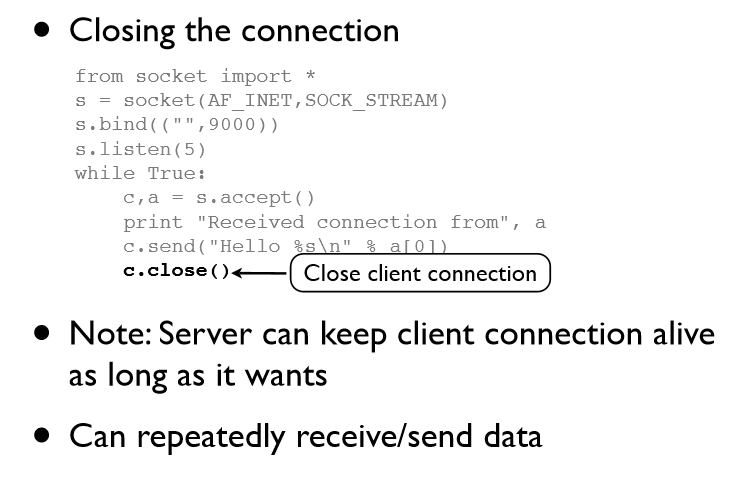 • Closing the connection
from socket import *
s = socket(AF_INET,SOCK_STREAM)
s.bind(("",9000))
s.listen(5)
while True:
    c,a = s.accept()
    print "Received connection from", a
    c.send("Hello %s\n" % a[0])
    c.close() Close client connection
• Note: Server can keep client connection alive
as long as it wants
• Can repeatedly receive/send data